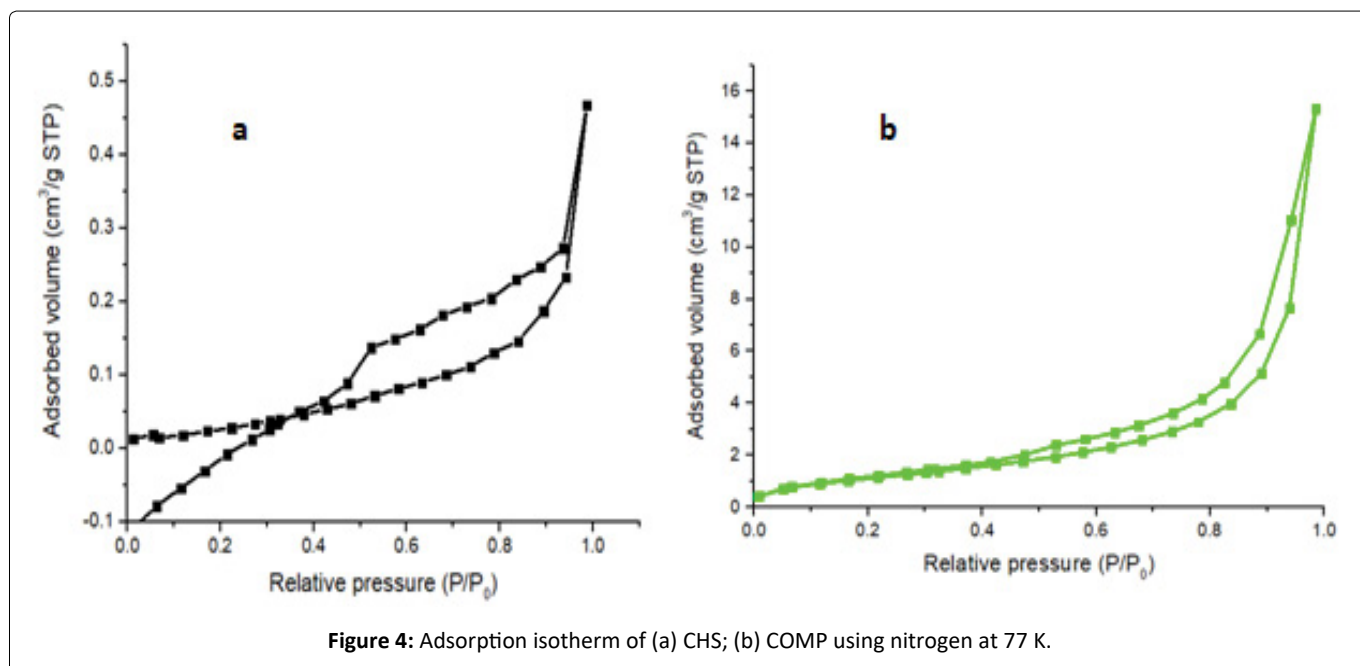 a
0.5
0.4
0.3
0.2
0.1
0.0
-0.1
0.0 0.2 0.4 0.6 0.8 1.0
Adsorbed volume (cm³/g STP)
Relative pressure (P/P₀)
b
16
14
12
10
8
6
4
2
0
0.0 0.2 0.4 0.6 0.8 1.0
Adsorbed volume (cm³/g STP)
Relative pressure (P/P₀)
Figure 4: Adsorption isotherm of (a) CHS; (b) COMP using nitrogen at 77 K.